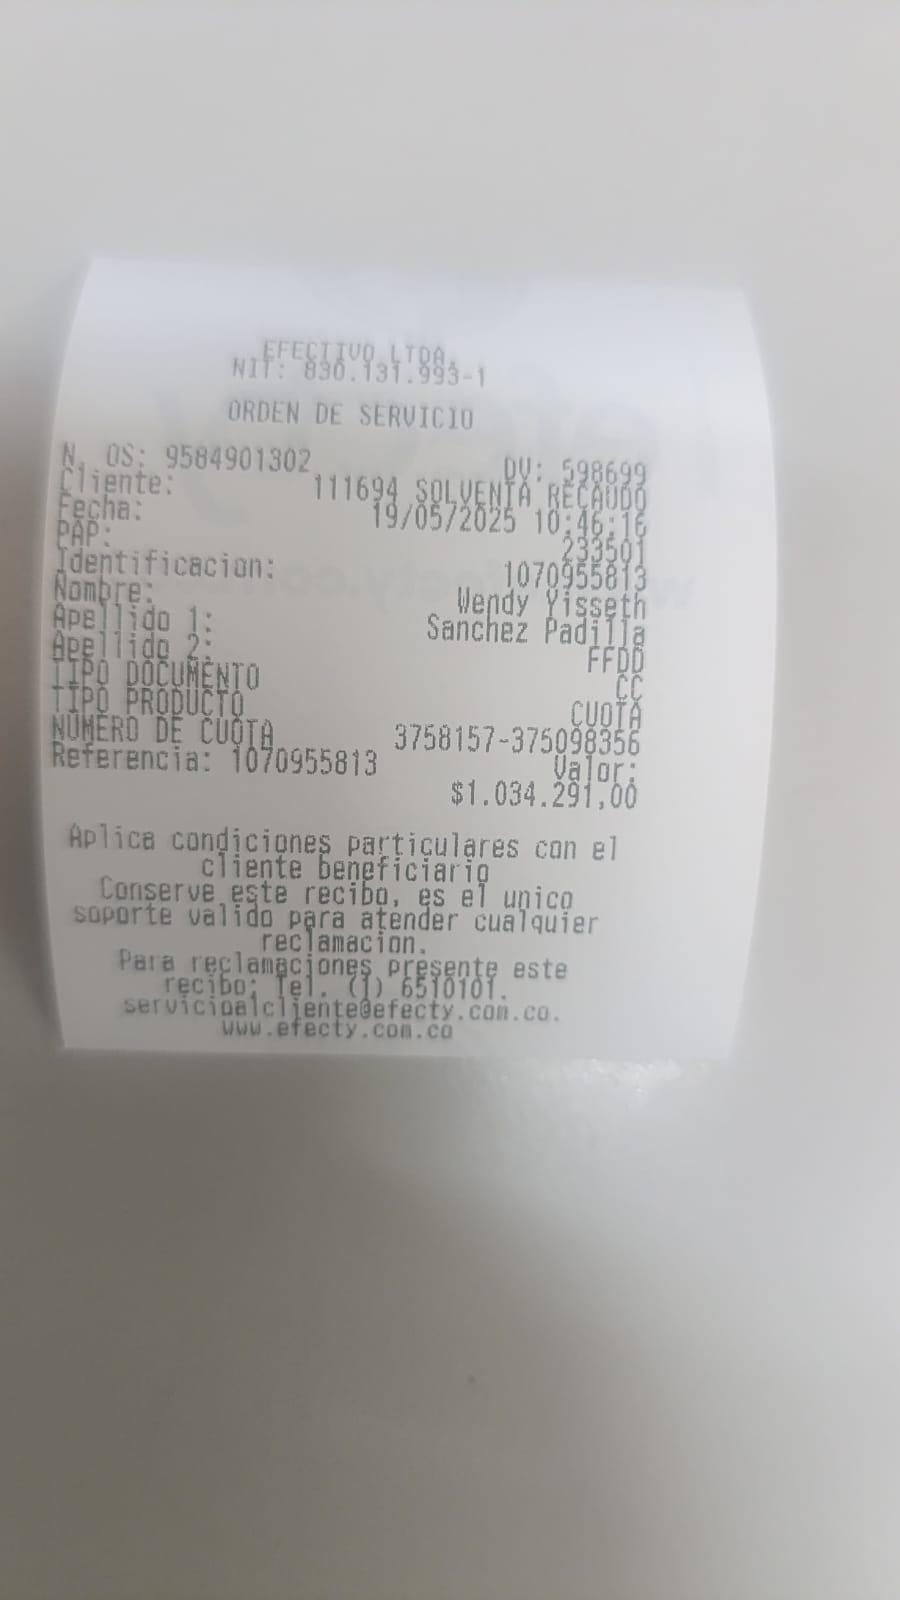 EFECTIVO LTDA.
NIT: 830.131.993-1
ORDEN DE SERVICIO
N. OS: 9584901302 DV: 598699
Cliente: 111694 SOLVENTA RECAUDO
Fecha: 19/05/2025 10:46:16
PAP: 233501
Identificacion: 1070955813
Nombre: Wendy Yisseth
Apellido 1: Sanchez Padilla
Apellido 2: FFDD
TIPO DOCUMENTO CC
TIPO PRODUCTO CUOTA
NUMERO DE CUOTA 3758157-375098356
Referencia: 1070955813 Valor:
$1.034.291,00
Aplica condiciones particulares con el
cliente beneficiario
Conserve este recibo, es el unico
soporte valido para atender cualquier
reclamacion.
Para reclamaciones presente este
recibo: Tel. (1) 6510101.
servicioalcliente@efecty.com.co.
www.efecty.com.co